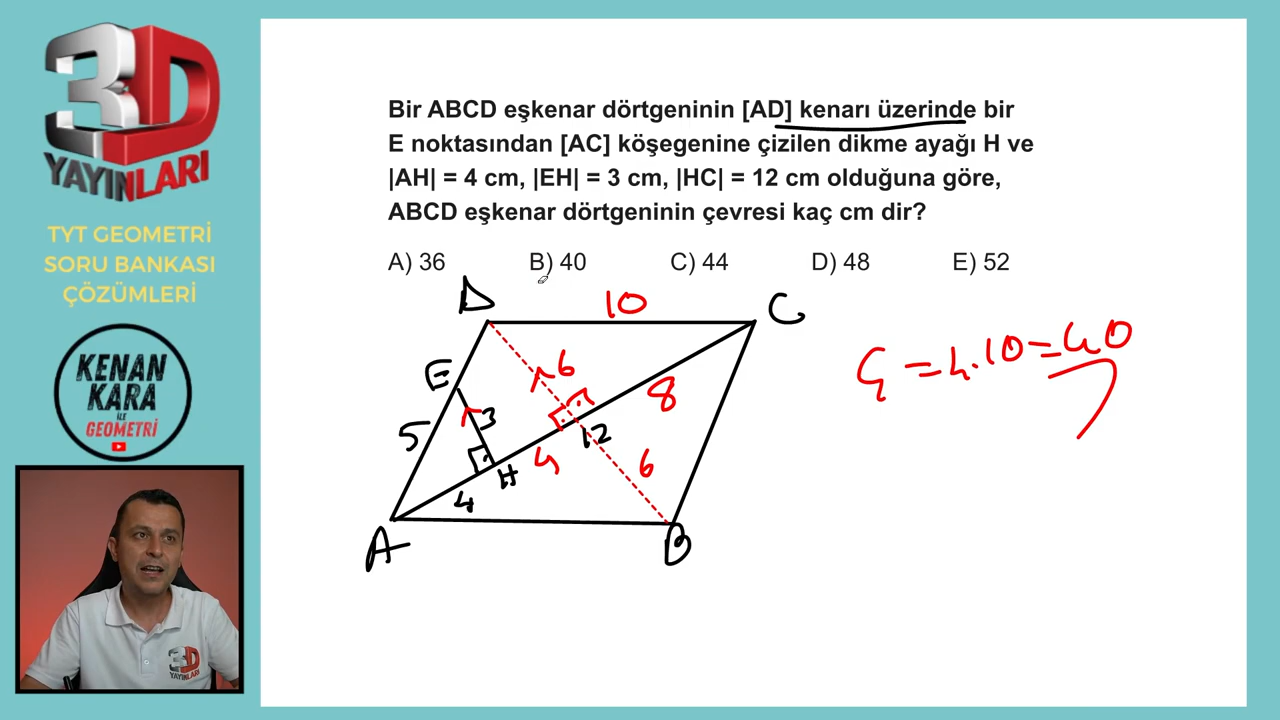 3D
YAYINLARI
TYT GEOMETRİ
SORU BANKASI
ÇÖZÜMLERİ
KENAN
KARA
İLE
GEOMETRİ
3D
YAYINLARI
Bir ABCD eşkenar dörtgeninin [AD] kenarı üzerinde bir
E noktasından [AC] köşegenine çizilen dikme ayağı H ve
|AH| = 4 cm, |EH| = 3 cm, |HC| = 12 cm olduğuna göre,
ABCD eşkenar dörtgeninin çevresi kaç cm dir?
A) 36 B) 40 C) 44 D) 48 E) 52
D 10 C
E 6 8
5 3 12
H 4 6
4
A B
Ç = 4.10 = 40